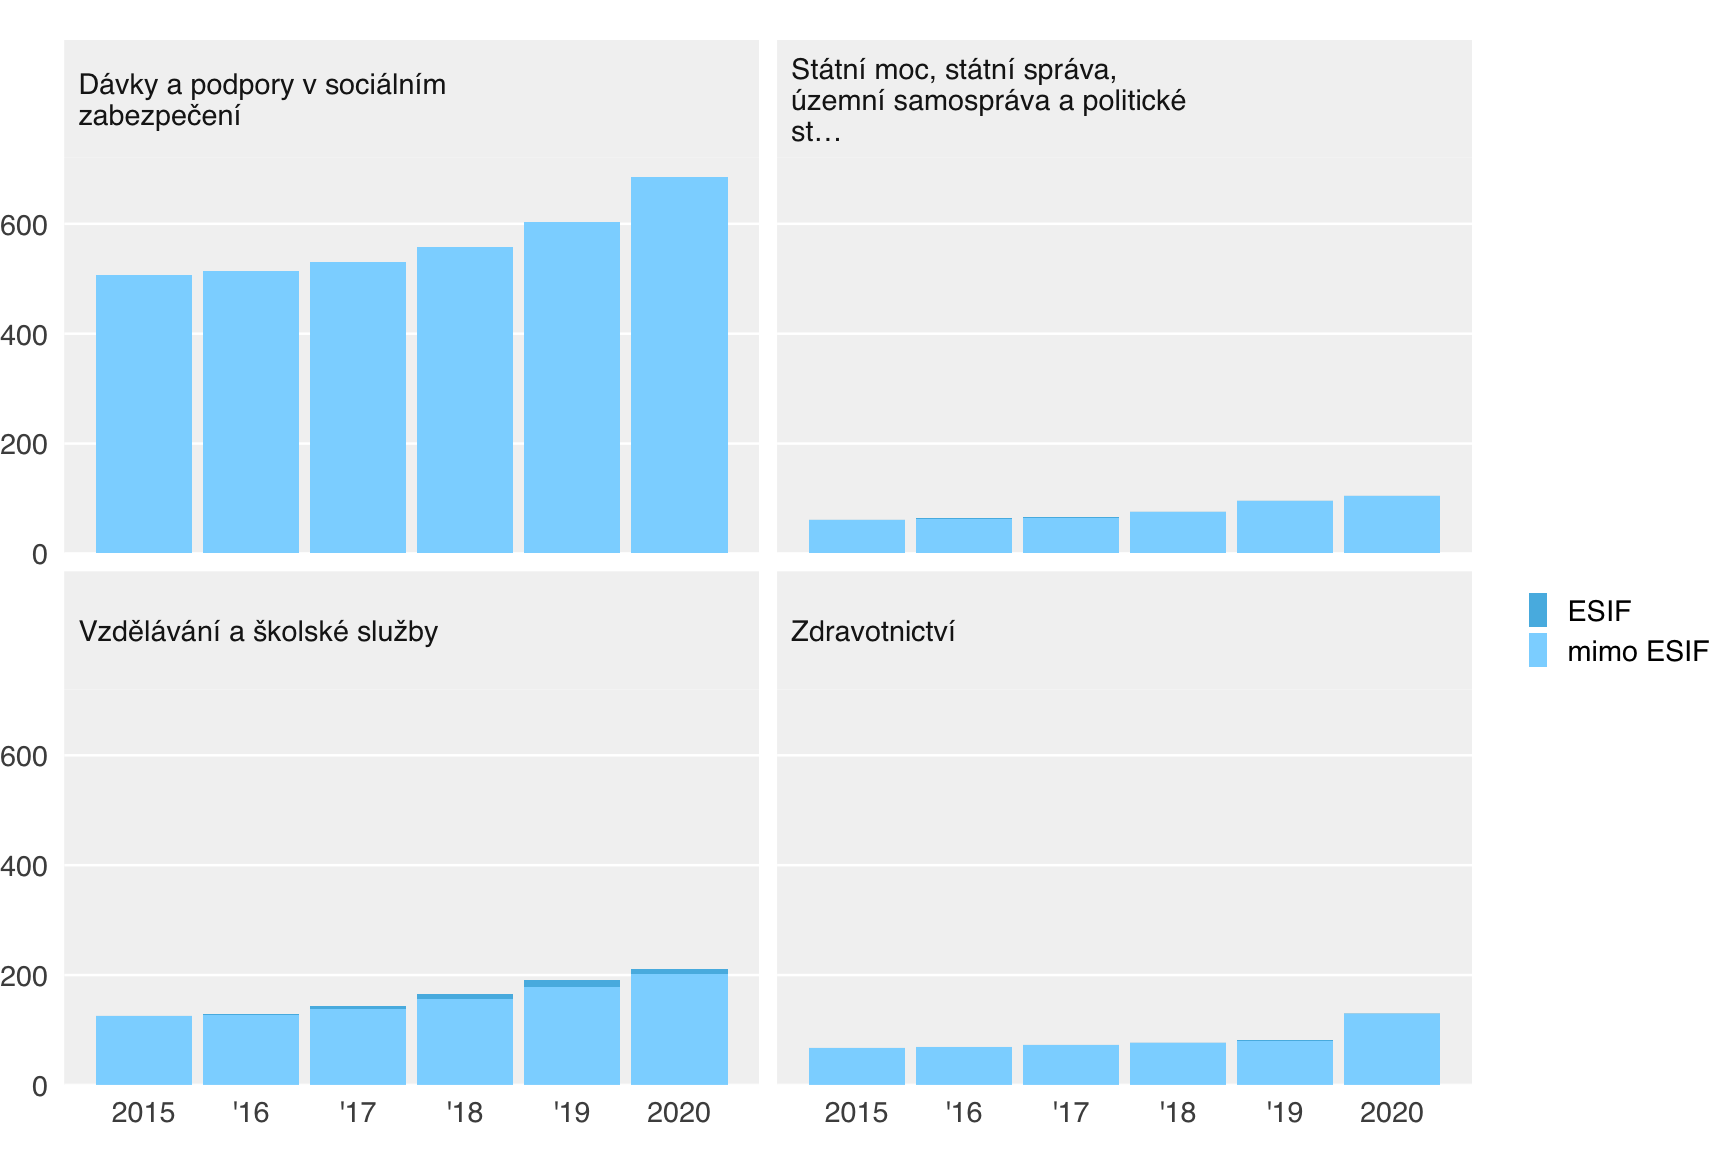 Dávky a podpory v sociálním
zabezpečení
Státní moc, státní správa,
územní samospráva a politické
st…
600
400
200
0
Vzdělávání a školské služby
Zdravotnictví
600
400
200
0
2015 '16 '17 '18 '19 2020
2015 '16 '17 '18 '19 2020
ESIF
mimo ESIF